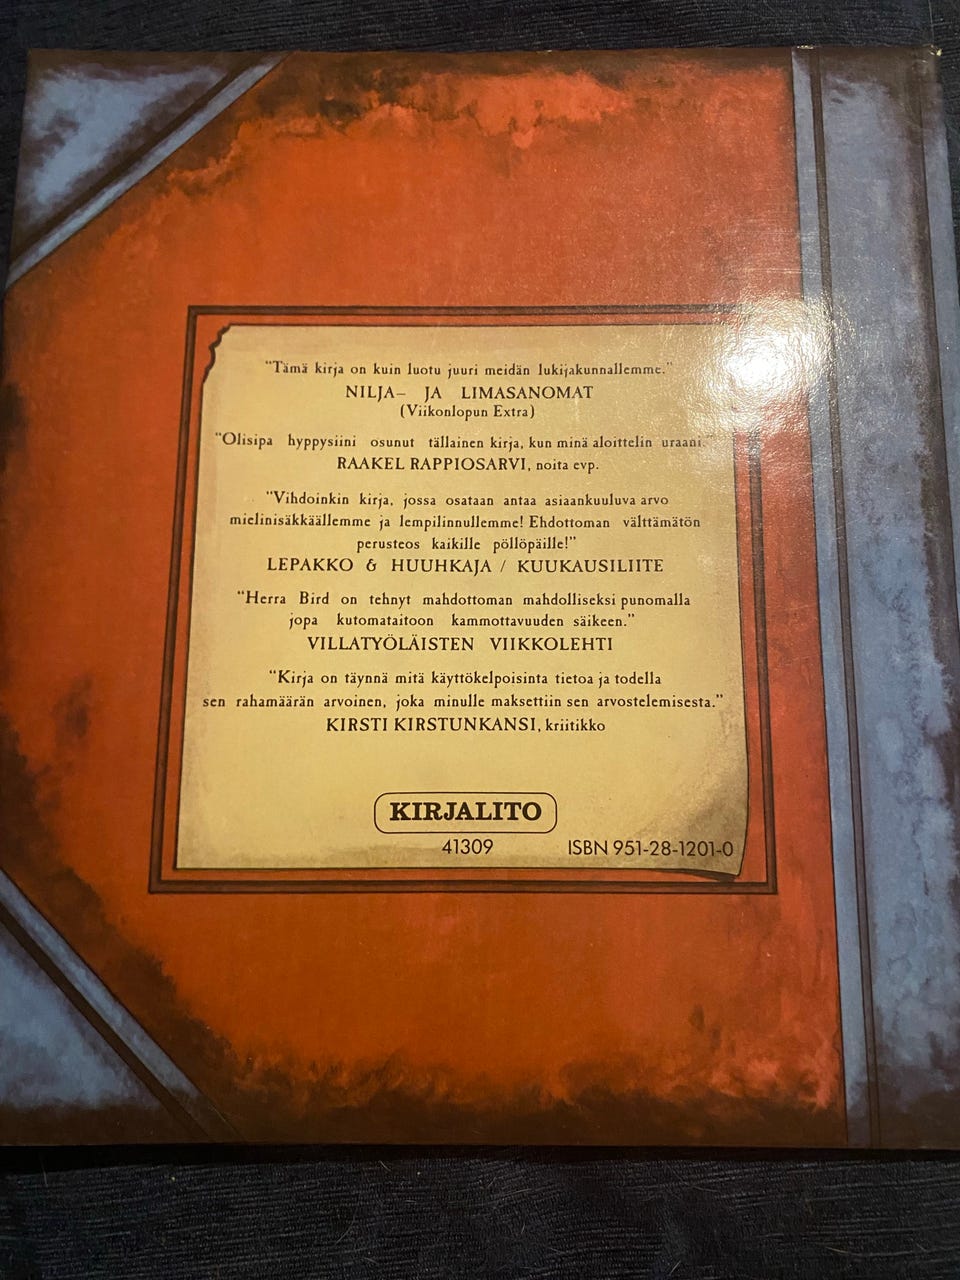 "Tämä kirja on kuin luotu juuri meidän lukijakunnallemme."
NILJA– JA LIMASANOMAT
(Viikonlopun Extra)
"Olisipa hyppysiini osunut tällainen kirja, kun minä aloittelin uraani."
RAAKEL RAPPIOSARVI, noita evp.
"Vihdoinkin kirja, jossa osataan antaa asiaankuuluva arvo
mielinisäkkäällemme ja lempilinnullemme! Ehdottoman välttämätön
perusteos kaikille pöllöpäille!"
LEPAKKO & HUUHKAJA / KUUKAUSILIITE
"Herra Bird on tehnyt mahdottoman mahdolliseksi punomalla
jopa kutomataitoon kammottavuuden säikeen."
VILLATYÖLÄISTEN VIIKKOLEHTI
"Kirja on täynnä mitä käyttökelpoisinta tietoa ja todella
sen rahamäärän arvoinen, joka minulle maksettiin sen arvostelemisesta."
KIRSTI KIRSTUNKANSI, kriitikko
KIRJALITO
41309 ISBN 951-28-1201-0